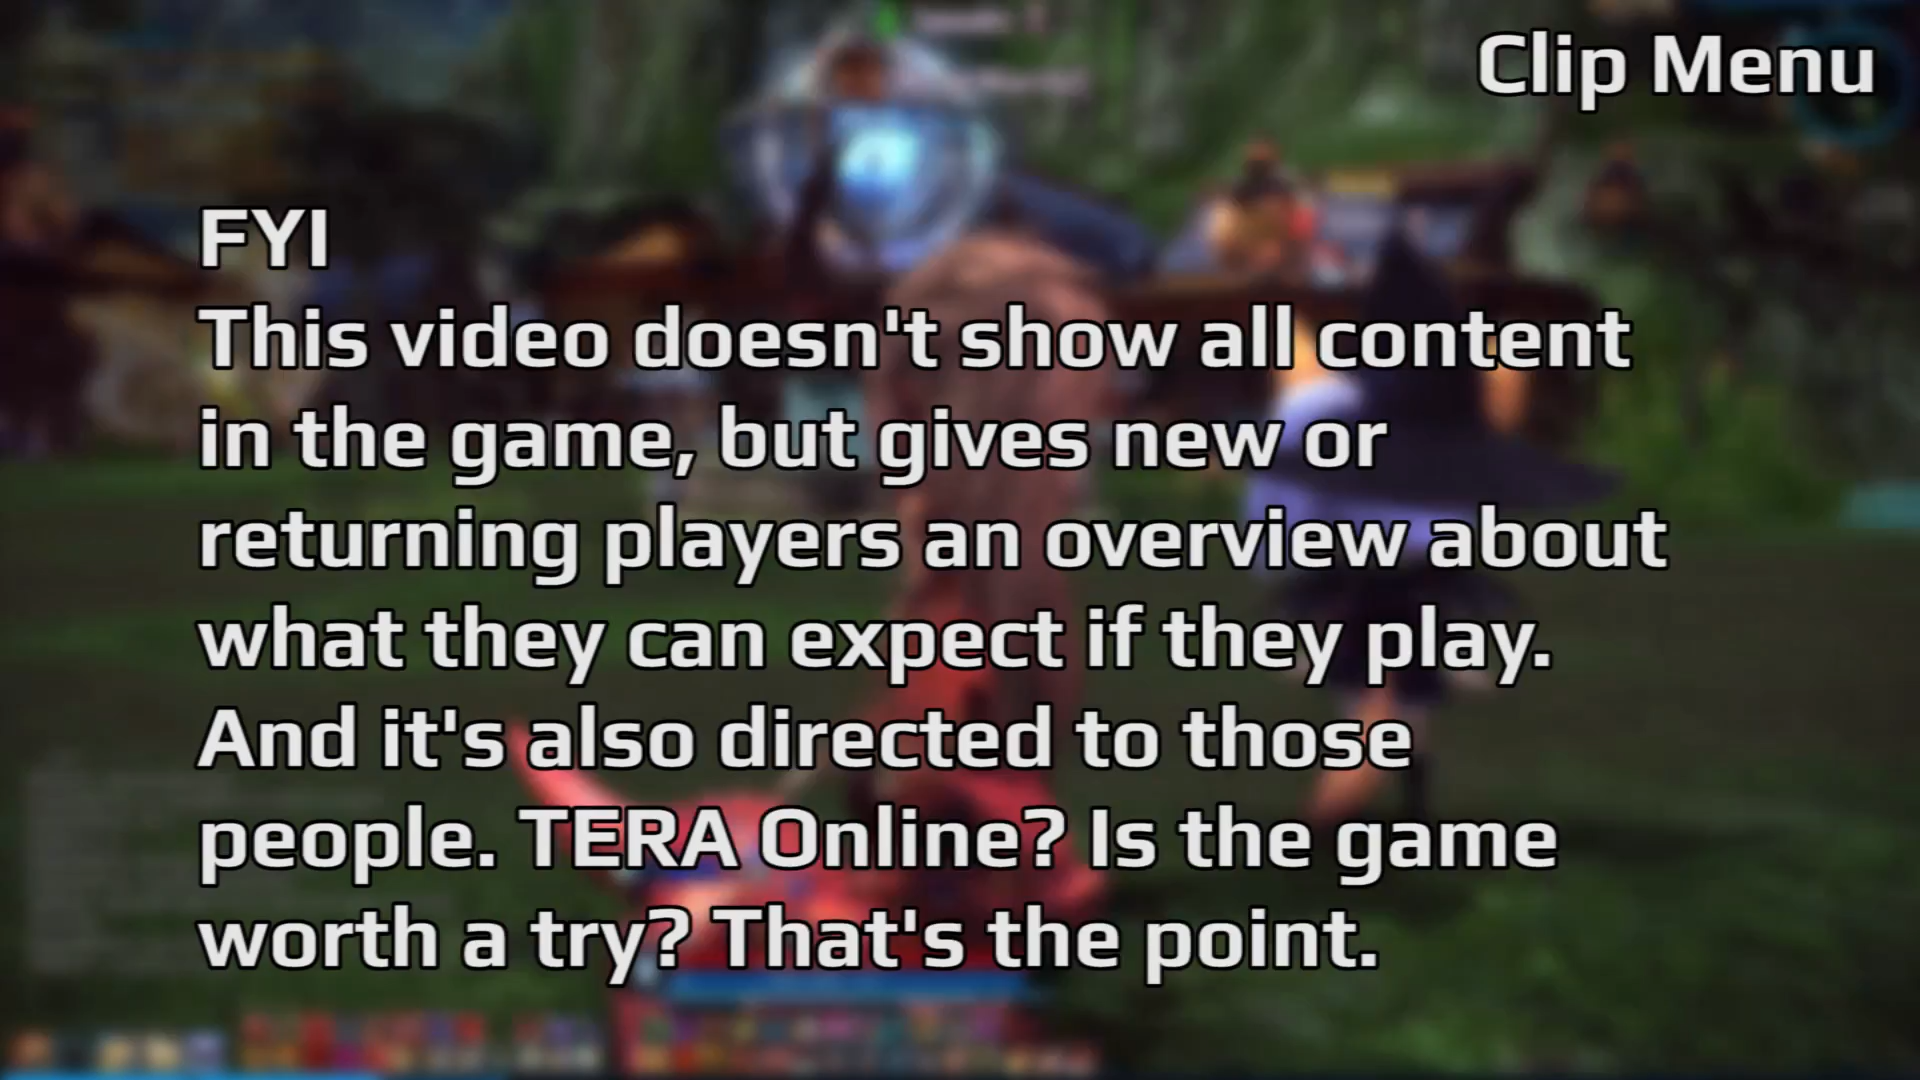 Clip Menu
FYI
This video doesn't show all content
in the game, but gives new or
returning players an overview about
what they can expect if they play.
And it's also directed to those
people. TERA Online? Is the game
worth a try? That's the point.